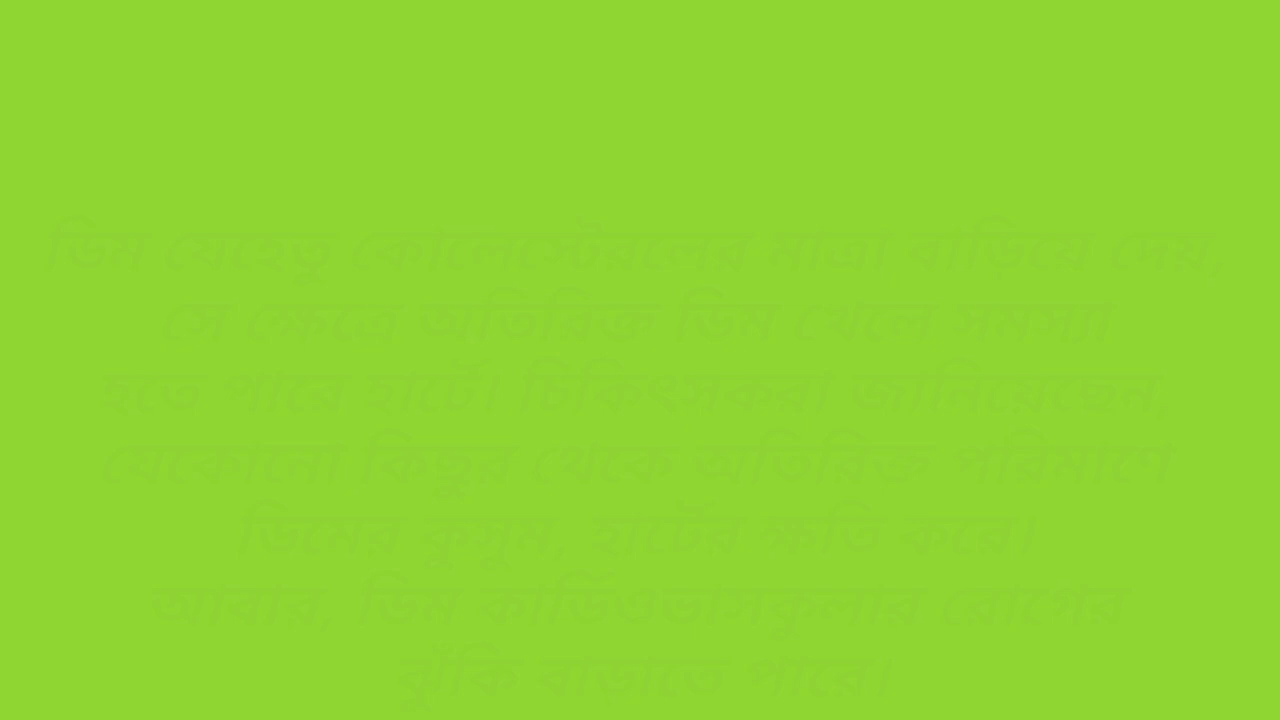 ডিম যেহেতু কোলেস্টেরলের মাত্রা বাড়িয়ে দেয়,
সে ক্ষেত্রে অতিরিক্ত ডিম খেলে সমস্যা
হতে পারে হার্টে। চিকিৎসকরা জানিয়েছেন,
যেকোনো কিছুর থেকে অতিরিক্ত পরিমাণে
ডিমের কুসুম, হার্টের ক্ষতি করে।
আবার, ডিম কার্ডিওভাসকুলার রোগের
ঝুঁকি বাড়াতে পারে।